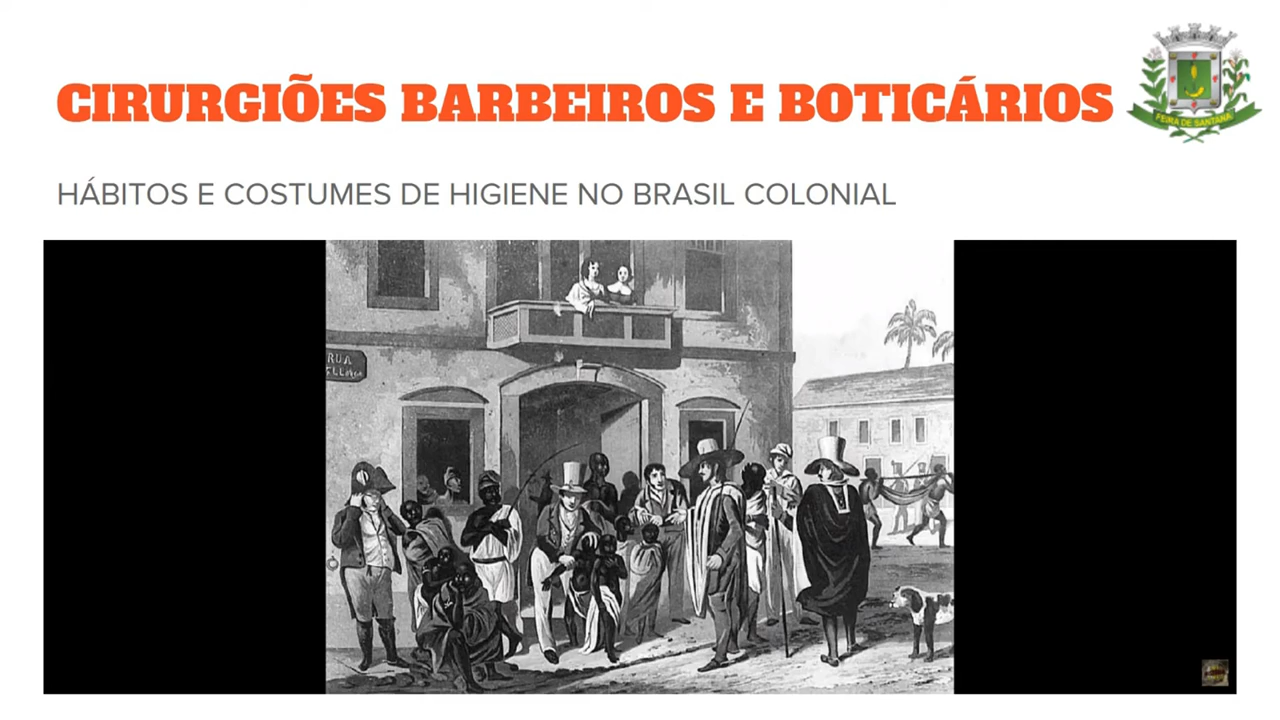 CIRURGIÕES BARBEIROS E BOTICÁRIOS
FEIRA DE SANTANA
HÁBITOS E COSTUMES DE HIGIENE NO BRASIL COLONIAL
RUA